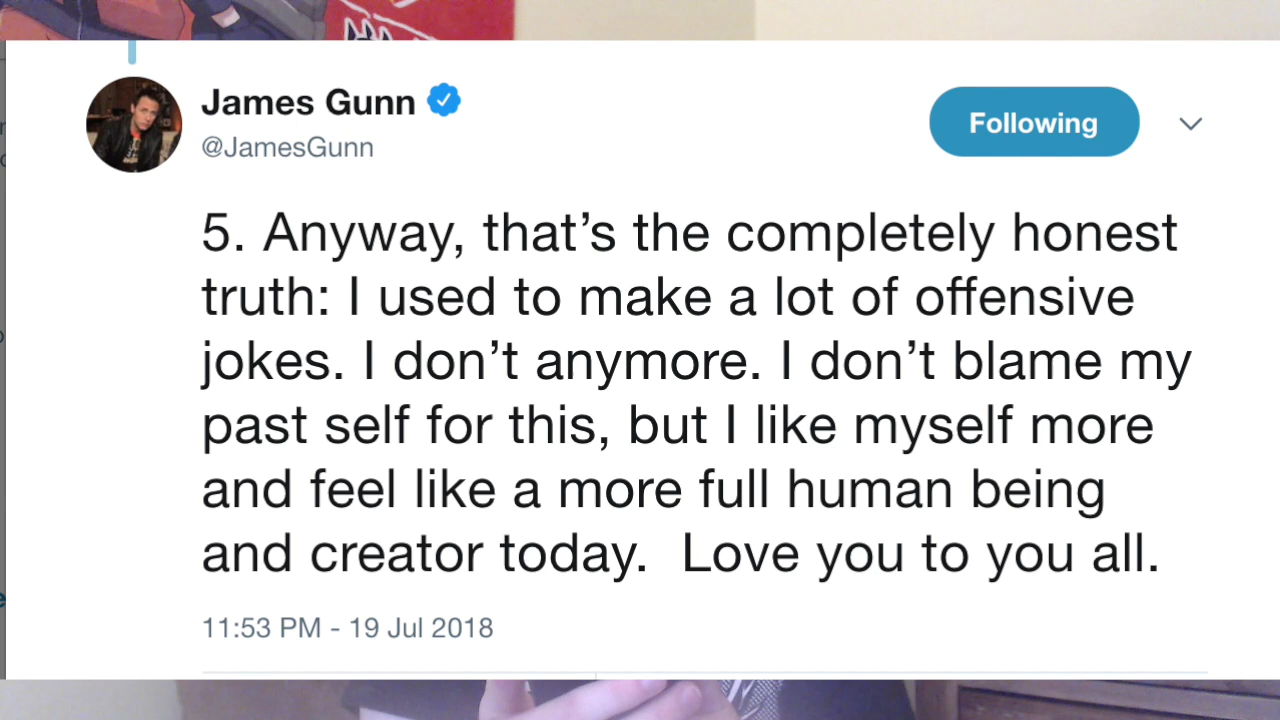 James Gunn
@JamesGunn
Following
5. Anyway, that’s the completely honest
truth: I used to make a lot of offensive
jokes. I don’t anymore. I don’t blame my
past self for this, but I like myself more
and feel like a more full human being
and creator today.  Love you to you all.
11:53 PM - 19 Jul 2018